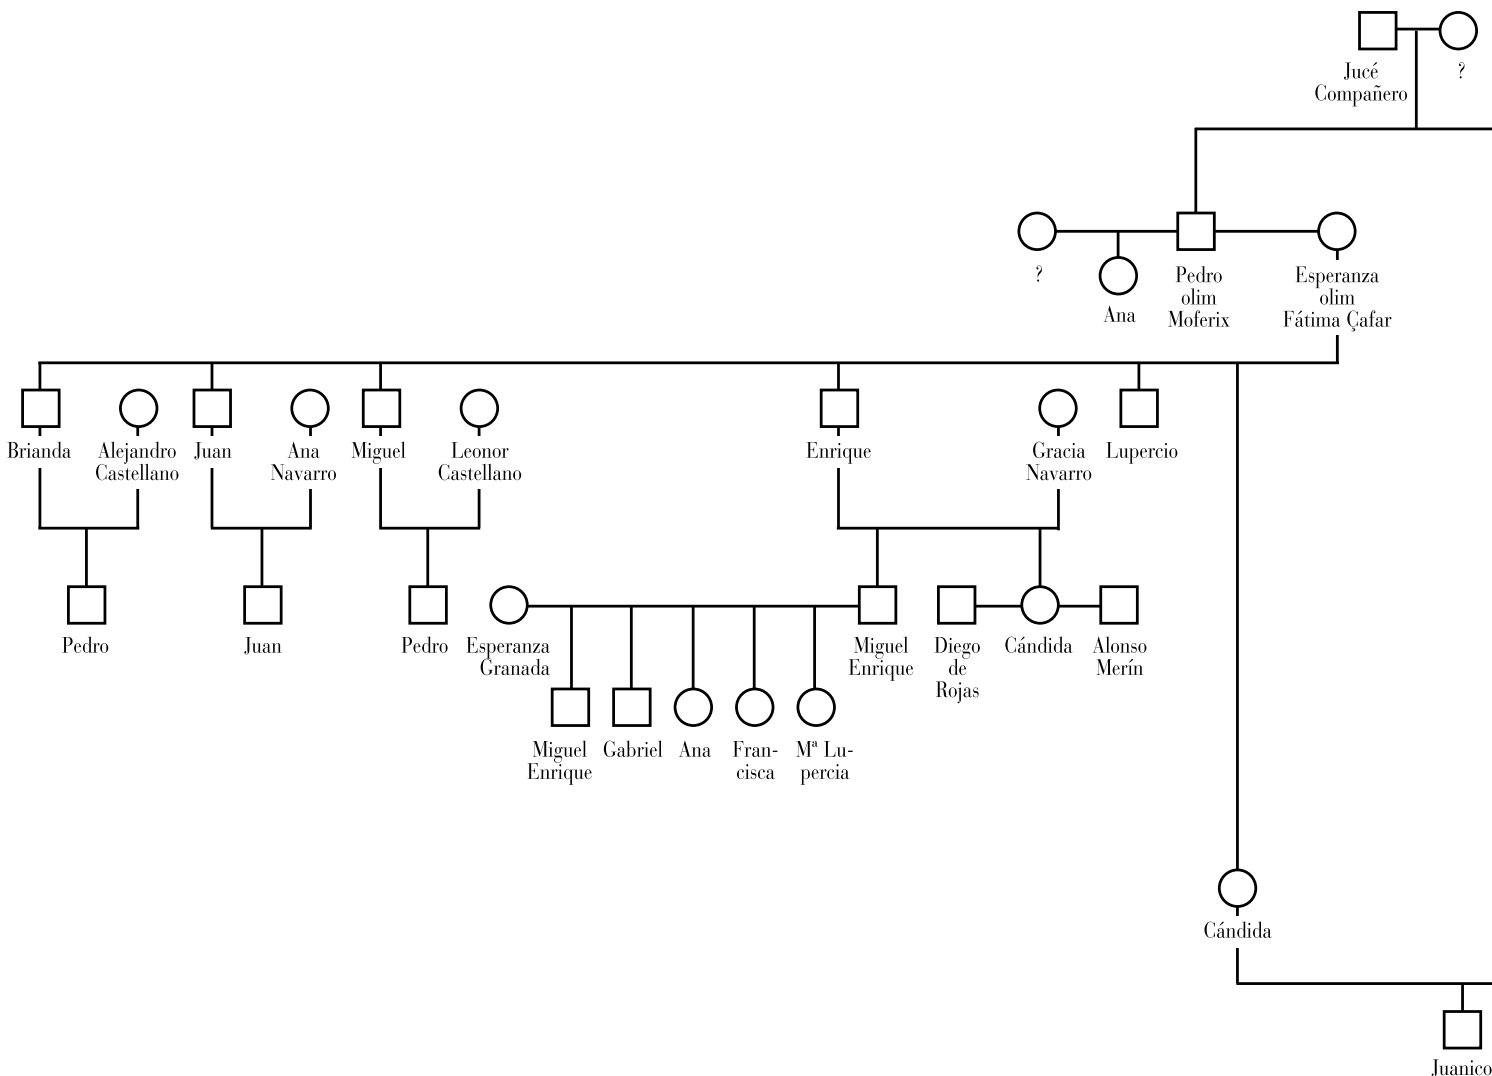 Jucé
Compañero
?
?
Ana
Pedro
olim
Moferix
Esperanza
olim
Fátima Çafar
Brianda
Alejandro
Castellano
Juan
Ana
Navarro
Miguel
Leonor
Castellano
Enrique
Gracia
Navarro
Lupercio
Pedro
Juan
Pedro
Esperanza
Granada
Miguel
Enrique
Diego
de
Rojas
Cándida
Alonso
Merín
Miguel
Enrique
Gabriel
Ana
Fran-
cisca
Mª Lu-
percia
Cándida
Juanico